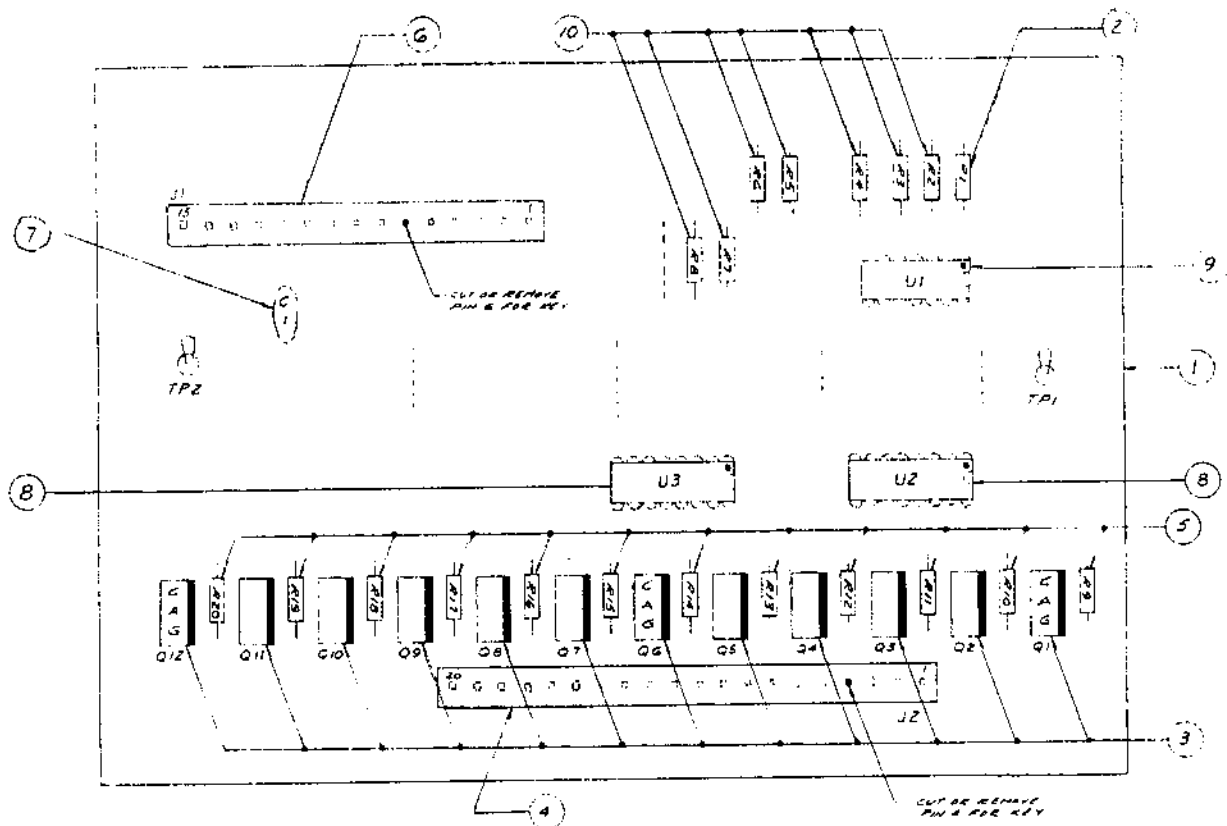 6
10
2
R6
R5
R4
R3
R2
R1
J1
15
1
7
R8
R7
9
U1
C
1
CUT OR REMOVE
PIN 6 FOR KEY
TP2
TP1
1
8
U3
U2
8
5
R20
R19
R18
R17
R16
R15
R14
R13
R12
R11
R10
R9
C A G
C A G
C A G
Q12
Q11
Q10
Q9
Q8
Q7
Q6
Q5
Q4
Q3
Q2
Q1
20
1
J2
3
4
CUT OR REMOVE
FOR KEY